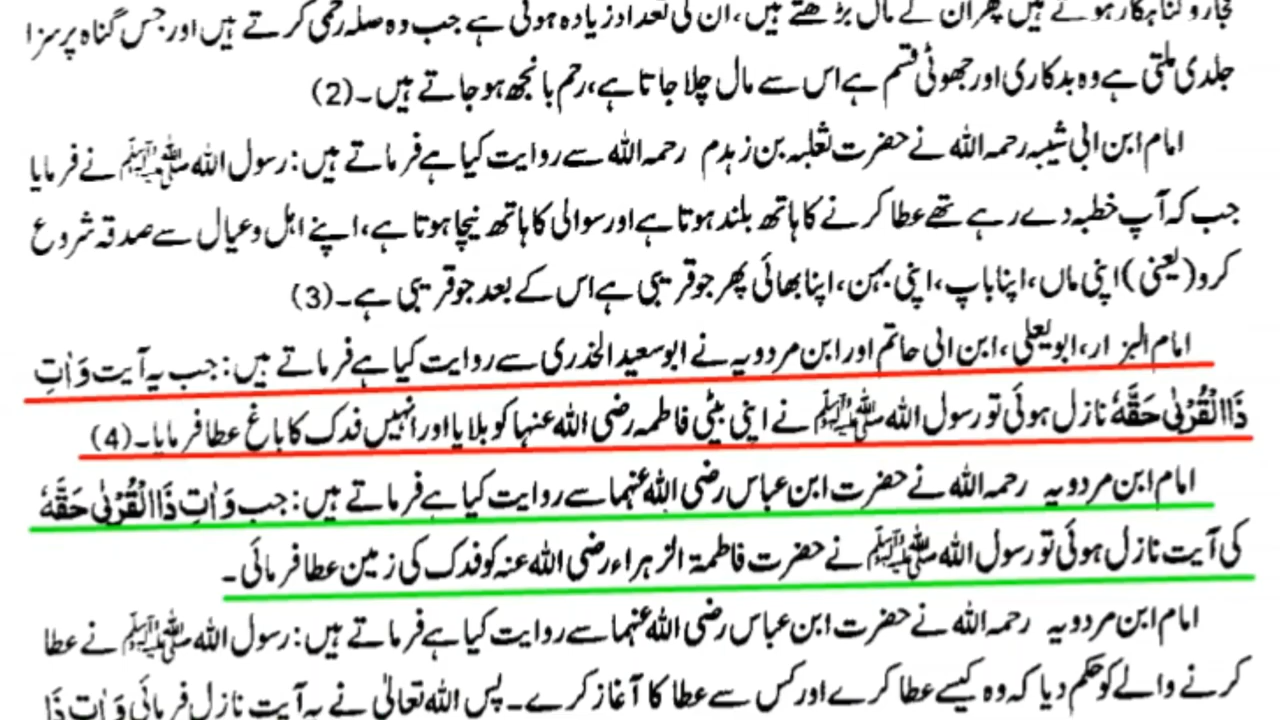 فجار و گناہگار ہوتے ہیں پھر ان کے مال بڑھتے ہیں، ان کی تعداد زیادہ ہوتی ہے جب وہ صلہ رحمی کرتے ہیں اور جس گناہ پر سزا
جلدی ملتی ہے وہ بدکاری اور جھوٹی قسم ہے اس سے مال چلا جاتا ہے، رحم بانجھ ہو جاتے ہیں۔(2)
امام ابن ابی شیبہ رحمہ اللہ نے حضرت ثعلبہ بن زہدم رحمہ اللہ سے روایت کیا ہے فرماتے ہیں: رسول اللہ ﷺ نے فرمایا
جب کہ آپ خطبہ دے رہے تھے عطا کرنے کا ہاتھ بلند ہوتا ہے اور سوالی کا ہاتھ نیچا ہوتا ہے، اپنے اہل و عیال سے صدقہ شروع
کرو (یعنی) اپنی ماں، اپنا باپ، اپنی بہن، اپنا بھائی پھر جو قریبی ہے اس کے بعد جو قریبی ہے۔(3)
امام البزار، ابویعلی، ابن ابی حاتم اور ابن مردویہ نے ابوسعید الخدری سے روایت کیا ہے فرماتے ہیں: جب یہ آیت وَ اٰتِ
ذَا الْقُرْبٰى حَقَّهٗ نازل ہوئی تو رسول اللہ ﷺ نے اپنی بیٹی فاطمہ رضی اللہ عنہا کو بلایا اور انہیں فدک کا باغ عطا فرمایا۔(4)
امام ابن مردویہ رحمہ اللہ نے حضرت ابن عباس رضی اللہ عنہما سے روایت کیا ہے فرماتے ہیں: جب وَ اٰتِ ذَا الْقُرْبٰى حَقَّهٗ
کی آیت نازل ہوئی تو رسول اللہ ﷺ نے حضرت فاطمۃ الزہراء رضی اللہ عنہ کو فدک کی زمین عطا فرمائی۔
امام ابن مردویہ رحمہ اللہ نے حضرت ابن عباس رضی اللہ عنہما سے روایت کیا ہے فرماتے ہیں: رسول اللہ ﷺ نے عطا
کرنے والے کو حکم دیا کہ وہ کیسے عطا کرے اور کس سے عطا کا آغاز کرے۔ پس اللہ تعالیٰ نے یہ آیت نازل فرمائی وَ اٰتِ ذَا